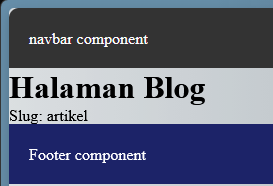 navbar component
Halaman Blog
Slug: artikel
Footer component